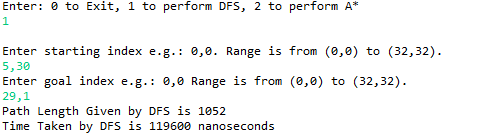 Enter: 0 to Exit, 1 to perform DFS, 2 to perform A*
1
Enter starting index e.g.: 0,0. Range is from (0,0) to (32,32).
5,30
Enter goal index e.g.: 0,0 Range is from (0,0) to (32,32).
29,1
Path Length Given by DFS is 1052
Time Taken by DFS is 119600 nanoseconds